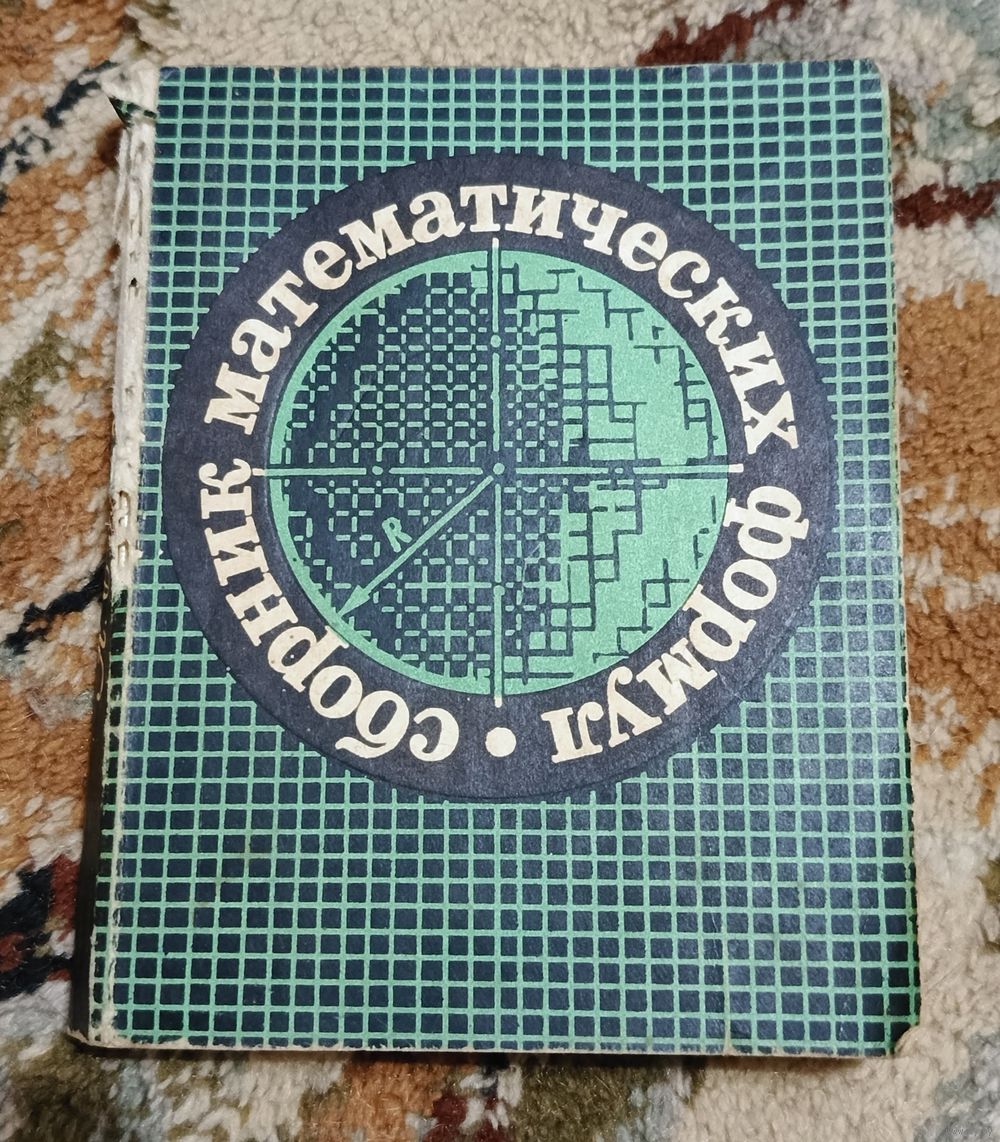 сборник математических формул •
R